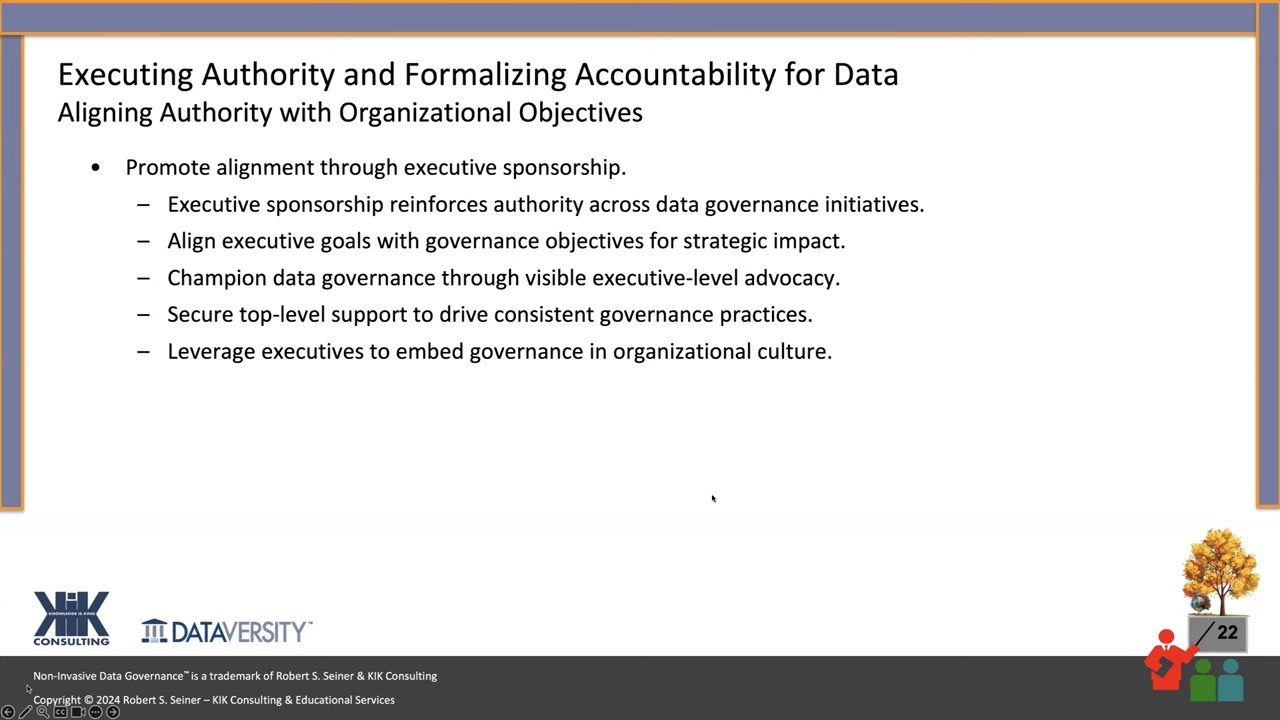 Executing Authority and Formalizing Accountability for Data
Aligning Authority with Organizational Objectives
• Promote alignment through executive sponsorship.
– Executive sponsorship reinforces authority across data governance initiatives.
– Align executive goals with governance objectives for strategic impact.
– Champion data governance through visible executive-level advocacy.
– Secure top-level support to drive consistent governance practices.
– Leverage executives to embed governance in organizational culture.
22
KIK
KNOWLEDGE IS KING
CONSULTING
DATAVERSITY™
Non-Invasive Data Governance™ is a trademark of Robert S. Seiner & KIK Consulting
Copyright © 2024 Robert S. Seiner – KIK Consulting & Educational Services